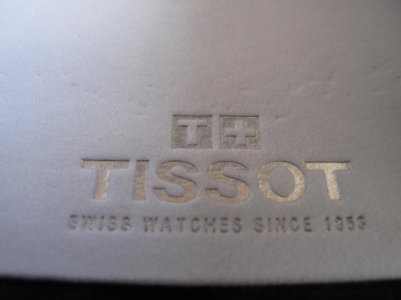 T+
TISSOT
SWISS WATCHES SINCE 1853